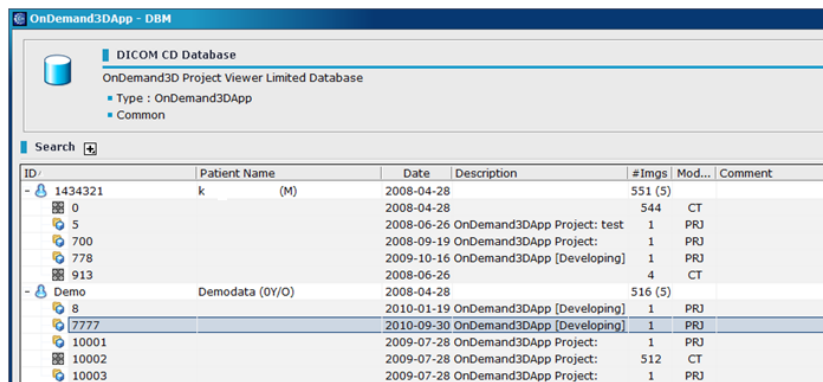 OnDemand3DApp - DBM
DICOM CD Database
OnDemand3D Project Viewer Limited Database
Type : OnDemand3DApp
Common
Search
ID Patient Name Date Description #Imgs Mod... Comment
- 1434321 k (M) 2008-04-28 551 (5)
0 2008-04-28 544 CT
5 2008-06-26 OnDemand3DApp Project: test 1 PRJ
700 2008-09-19 OnDemand3DApp Project: 1 PRJ
778 2009-10-16 OnDemand3DApp [Developing] 1 PRJ
913 2008-06-26 4 CT
- Demo Demodata (0Y/O) 2008-04-28 516 (5)
8 2010-01-19 OnDemand3DApp [Developing] 1 PRJ
7777 2010-09-30 OnDemand3DApp [Developing] 1 PRJ
10001 2009-07-28 OnDemand3DApp Project: 1 PRJ
10002 2009-07-28 OnDemand3DApp Project: 512 CT
10003 2009-07-28 OnDemand3DApp Project: 1 PRJ